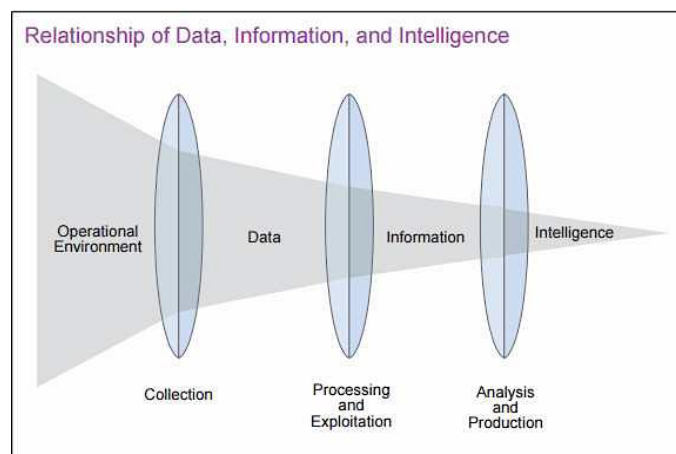 Relationship of Data, Information, and Intelligence
Operational
Environment
Data
Information
Intelligence
Collection
Processing
and
Exploitation
Analysis
and
Production